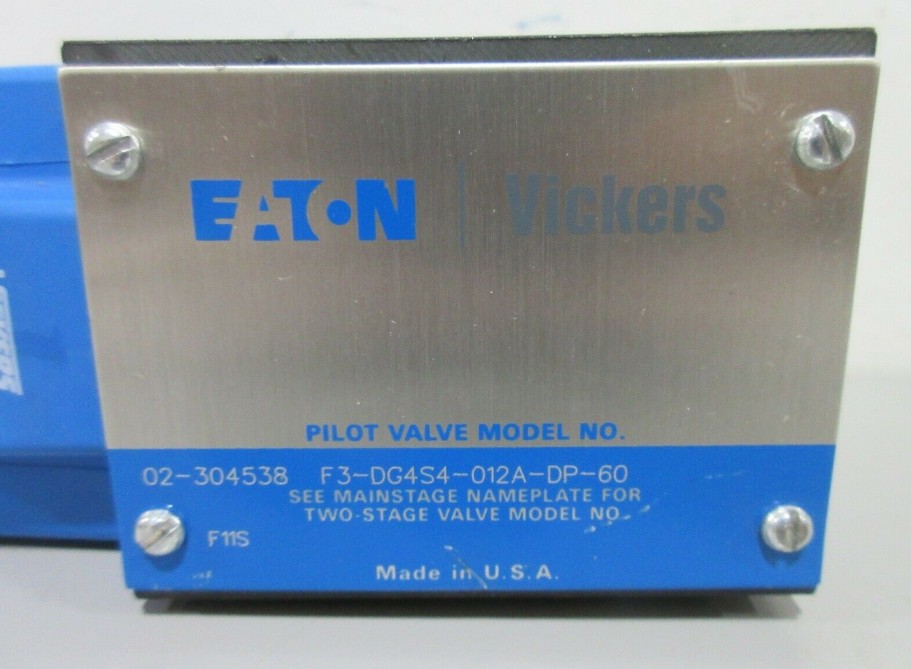 EATON | Vickers
PILOT VALVE MODEL NO.
02-304538 F3-DG4S4-012A-DP-60
SEE MAINSTAGE NAMEPLATE FOR
TWO-STAGE VALVE MODEL NO.
F11S
Made in U.S.A.